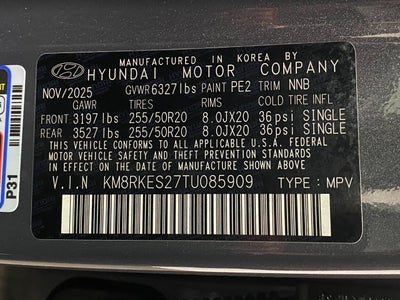 MANUFACTURED IN KOREA BY
HYUNDAI MOTOR COMPANY
NOV/2025 GVWR 6327lbs PAINT PE2 TRIM NNB
GAWR TIRES RIMS COLD TIRE INFL
FRONT 3197lbs 255/50R20 8.0JX20 36psi SINGLE
REAR 3527lbs 255/50R20 8.0JX20 36psi SINGLE
THIS VEHICLE CONFORMS TO ALL APPLICABLE U.S.A. FEDERAL
MOTOR VEHICLE SAFETY, BUMPER, AND THEFT PREVENTION
STANDARDS IN EFFECT ON THE DATE OF MANUFACTURE SHOWN ABOVE
V.I.N KM8RKES27TU085909 TYPE: MPV
P31